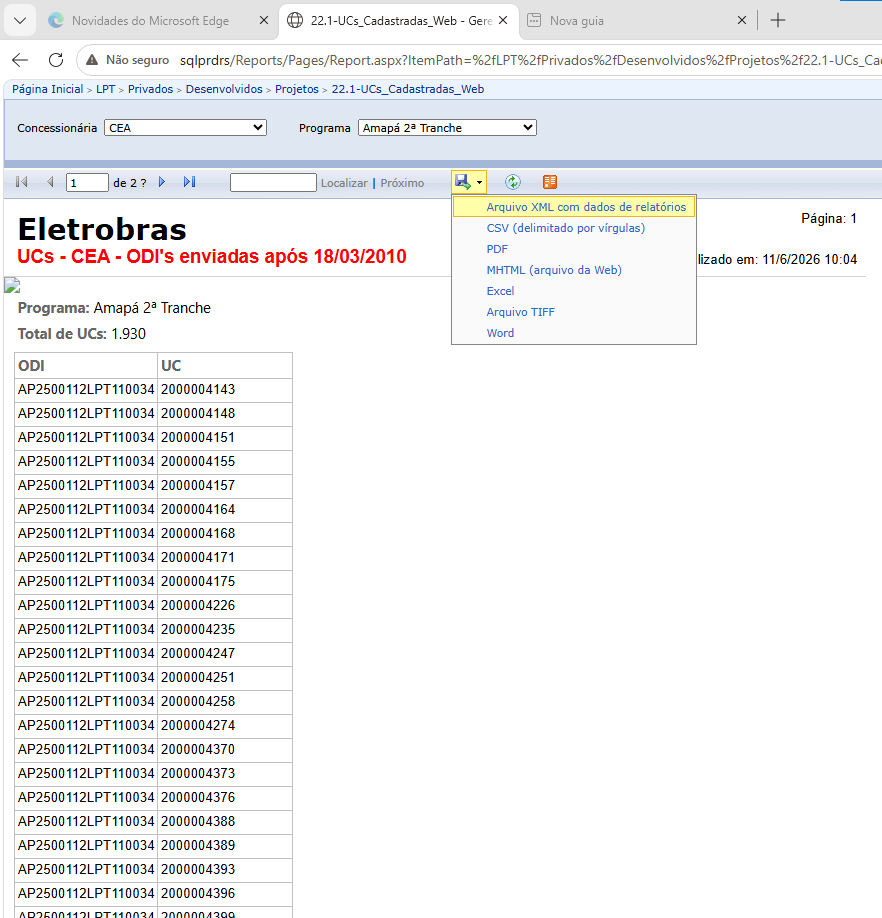 Novidades do Microsoft Edge
22.1-UCs_Cadastradas_Web - Gere
Nova guia
Não seguro sqlprdrs/Reports/Pages/Report.aspx?ItemPath=%2fLPT%2fPrivados%2fDesenvolvidos%2fProjetos%2f22.1-UCs_Ca
Página Inicial > LPT > Privados > Desenvolvidos > Projetos > 22.1-UCs_Cadastradas_Web
Concessionária CEA Programa Amapá 2ª Tranche
1 de 2 ? Localizar | Próximo
Arquivo XML com dados de relatórios
CSV (delimitado por vírgulas)
PDF
MHTML (arquivo da Web)
Excel
Arquivo TIFF
Word
Eletrobras
Página: 1
UCs - CEA - ODI's enviadas após 18/03/2010
lizado em: 11/6/2026 10:04
Programa: Amapá 2ª Tranche
Total de UCs: 1.930
ODI UC
AP2500112LPT110034 2000004143
AP2500112LPT110034 2000004148
AP2500112LPT110034 2000004151
AP2500112LPT110034 2000004155
AP2500112LPT110034 2000004157
AP2500112LPT110034 2000004164
AP2500112LPT110034 2000004168
AP2500112LPT110034 2000004171
AP2500112LPT110034 2000004175
AP2500112LPT110034 2000004226
AP2500112LPT110034 2000004235
AP2500112LPT110034 2000004247
AP2500112LPT110034 2000004251
AP2500112LPT110034 2000004258
AP2500112LPT110034 2000004274
AP2500112LPT110034 2000004370
AP2500112LPT110034 2000004373
AP2500112LPT110034 2000004376
AP2500112LPT110034 2000004388
AP2500112LPT110034 2000004389
AP2500112LPT110034 2000004393
AP2500112LPT110034 2000004396
AP2500112LPT110034 2000004399